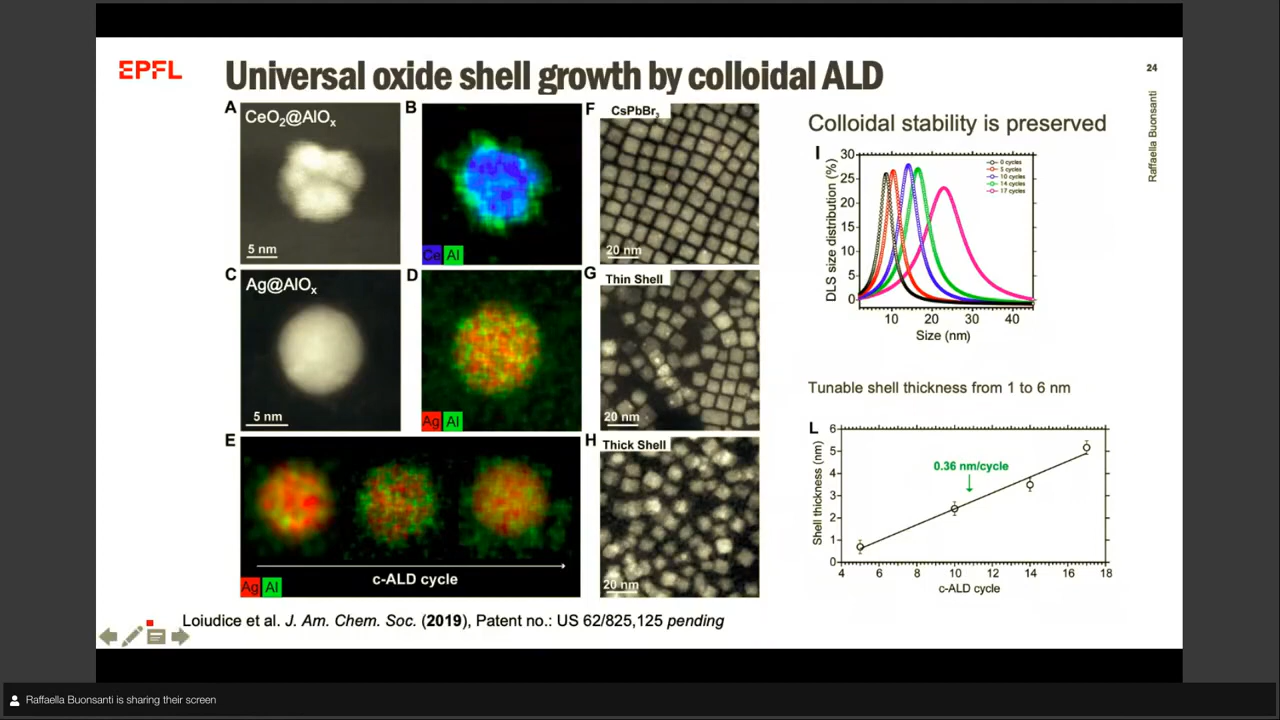 EPFL
Universal oxide shell growth by colloidal ALD
24
Raffaella Buonsanti
A
CeO2@AlOx
5 nm
B
Ce Al
C
Ag@AlOx
5 nm
D
Ag Al
E
Ag Al
c-ALD cycle
F
CsPbBr3
20 nm
G
Thin Shell
20 nm
H
Thick Shell
20 nm
Colloidal stability is preserved
I
DLS size distribution (%)
30
25
20
15
10
5
0
0 cycles
5 cycles
10 cycles
14 cycles
17 cycles
10 20 30 40
Size (nm)
Tunable shell thickness from 1 to 6 nm
L
Shell thickness (nm)
6
5
4
3
2
1
0
0.36 nm/cycle
4 6 8 10 12 14 16 18
c-ALD cycle
Loiudice et al. J. Am. Chem. Soc. (2019), Patent no.: US 62/825,125 pending
Raffaella Buonsanti is sharing their screen